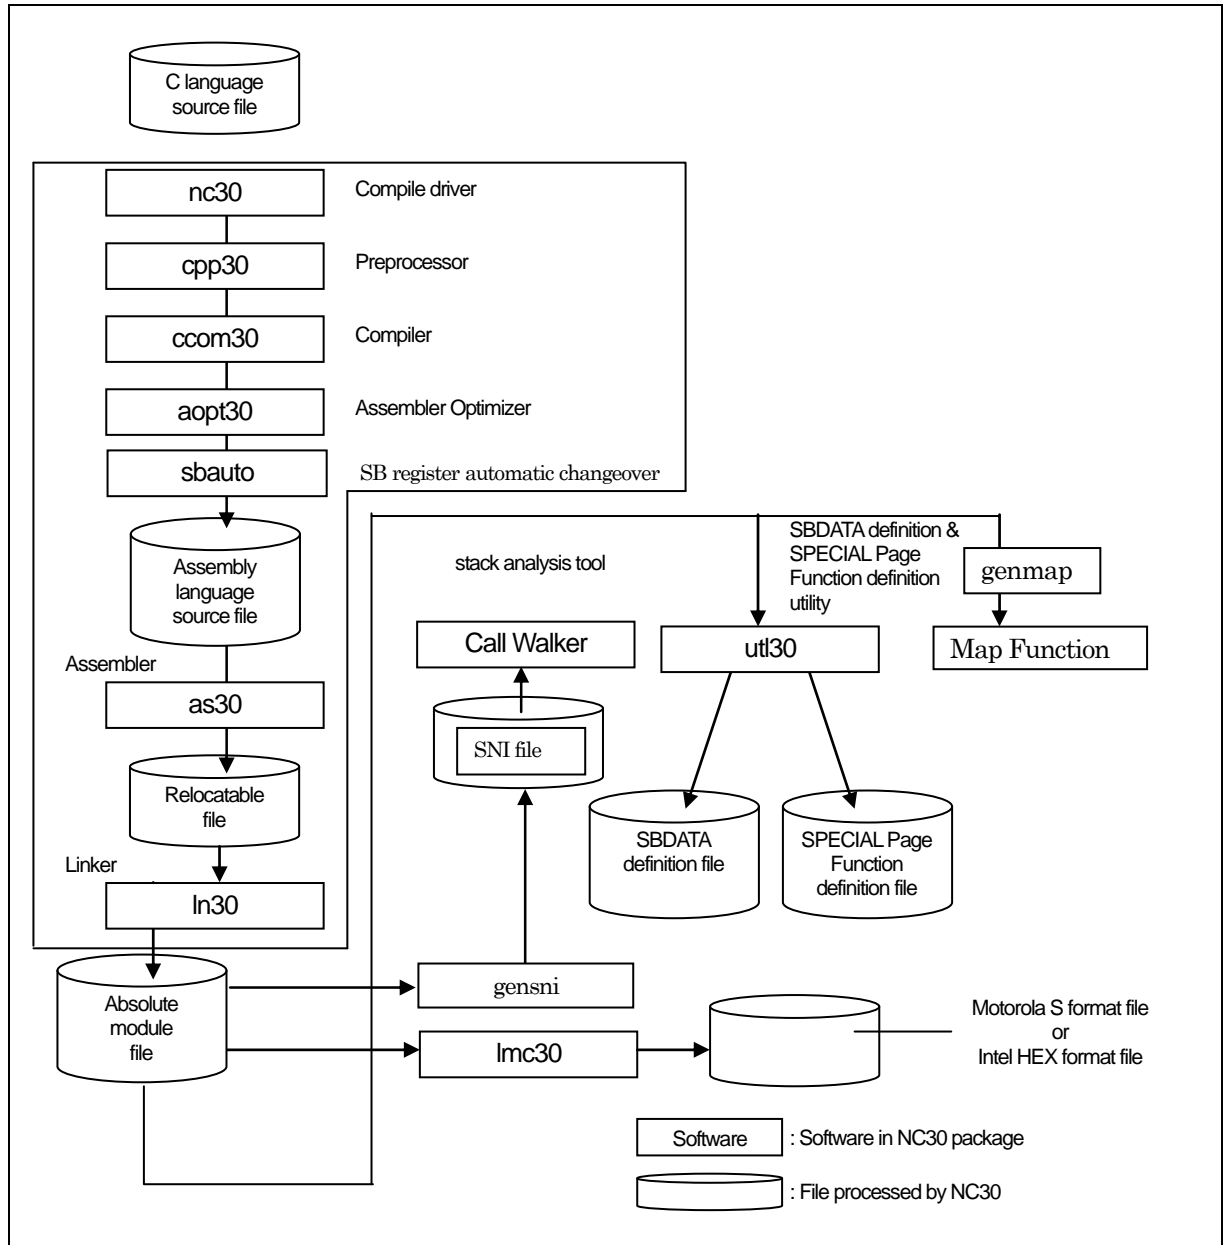 C language
source file
nc30
Compile driver
cpp30
Preprocessor
ccom30
Compiler
aopt30
Assembler Optimizer
sbauto
SB register automatic changeover
Assembly
language
source file
Assembler
as30
Relocatable
file
Linker
ln30
Absolute
module
file
stack analysis tool
Call Walker
SNI file
gensni
lmc30
SBDATA definition &
SPECIAL Page
Function definition
utility
utl30
genmap
Map Function
SBDATA
definition file
SPECIAL Page
Function
definition file
Motorola S format file
or
Intel HEX format file
Software
: Software in NC30 package
: File processed by NC30